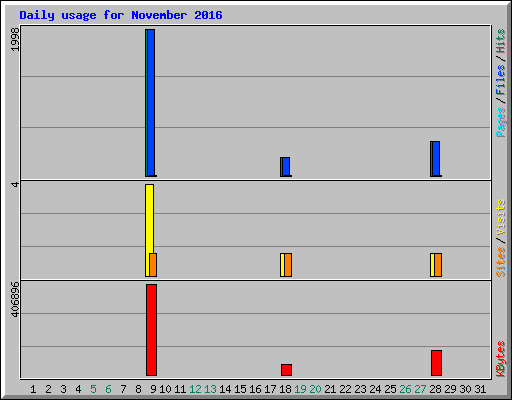 Daily usage for November 2016
1998
Pages / Files / Hits
4
Sites / Visits
406896
KBytes
1 2 3 4 5 6 7 8 9 10 11 12 13 14 15 16 17 18 19 20 21 22 23 24 25 26 27 28 29 30 31